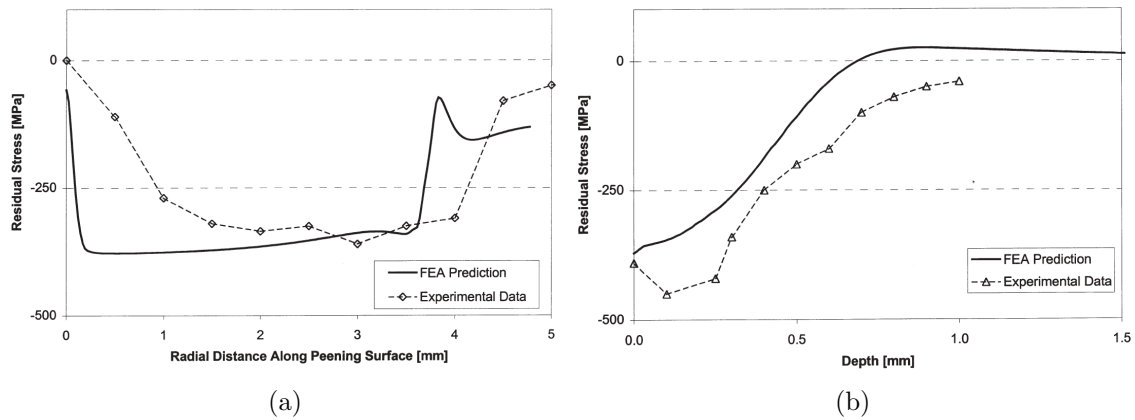 0
-250
-500
Residual Stress [MPa]
FEA Prediction
Experimental Data
0 1 2 3 4 5
Radial Distance Along Peening Surface [mm]
(a)
0
-250
-500
Residual Stress [MPa]
FEA Prediction
Experimental Data
0.0 0.5 1.0 1.5
Depth [mm]
(b)